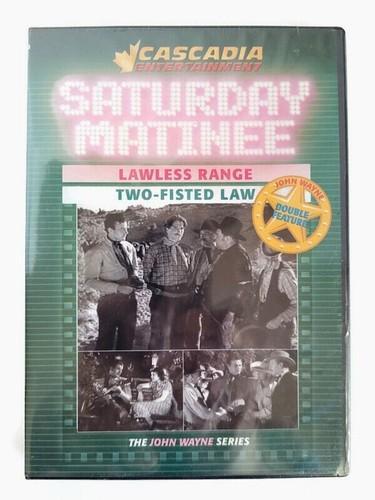 CASCADIA
ENTERTAINMENT
SATURDAY
MATINEE
LAWLESS RANGE
TWO-FISTED LAW
JOHN WAYNE
DOUBLE
FEATURE
THE JOHN WAYNE SERIES